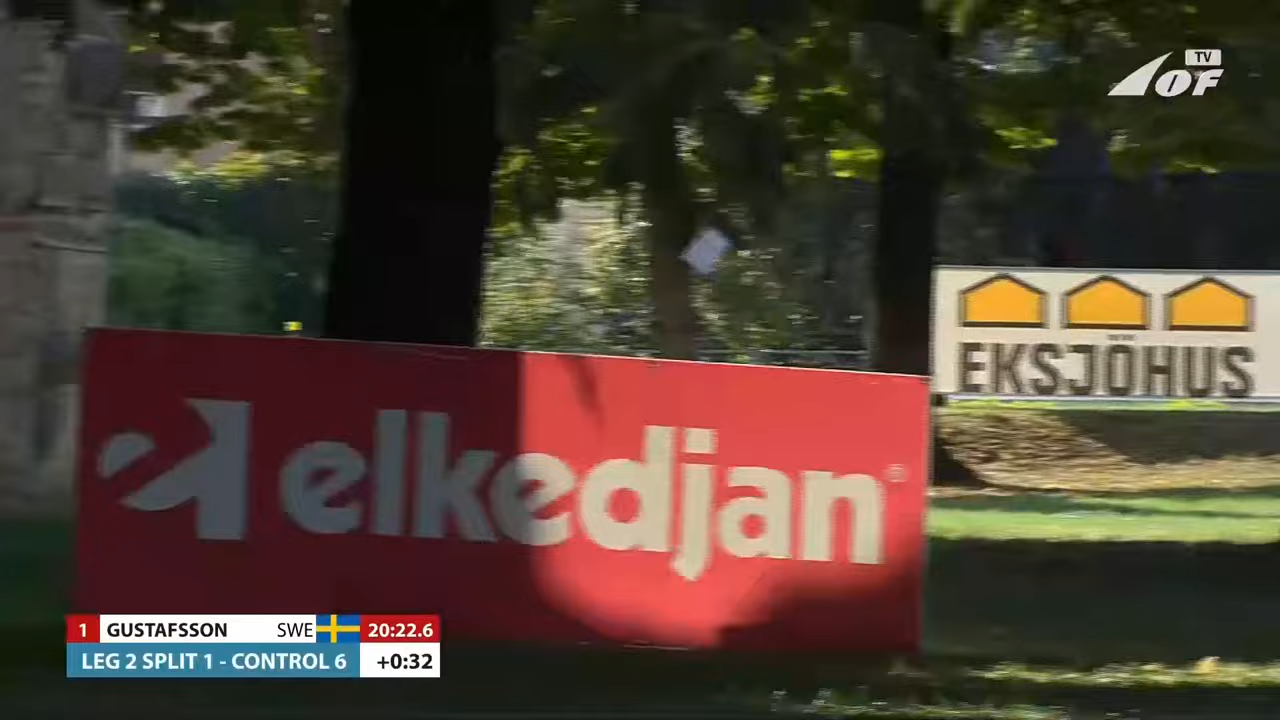 TV
OF
EKSJÖHUS
elkedjan®
1 GUSTAFSSON SWE 20:22.6
LEG 2 SPLIT 1 - CONTROL 6 +0:32